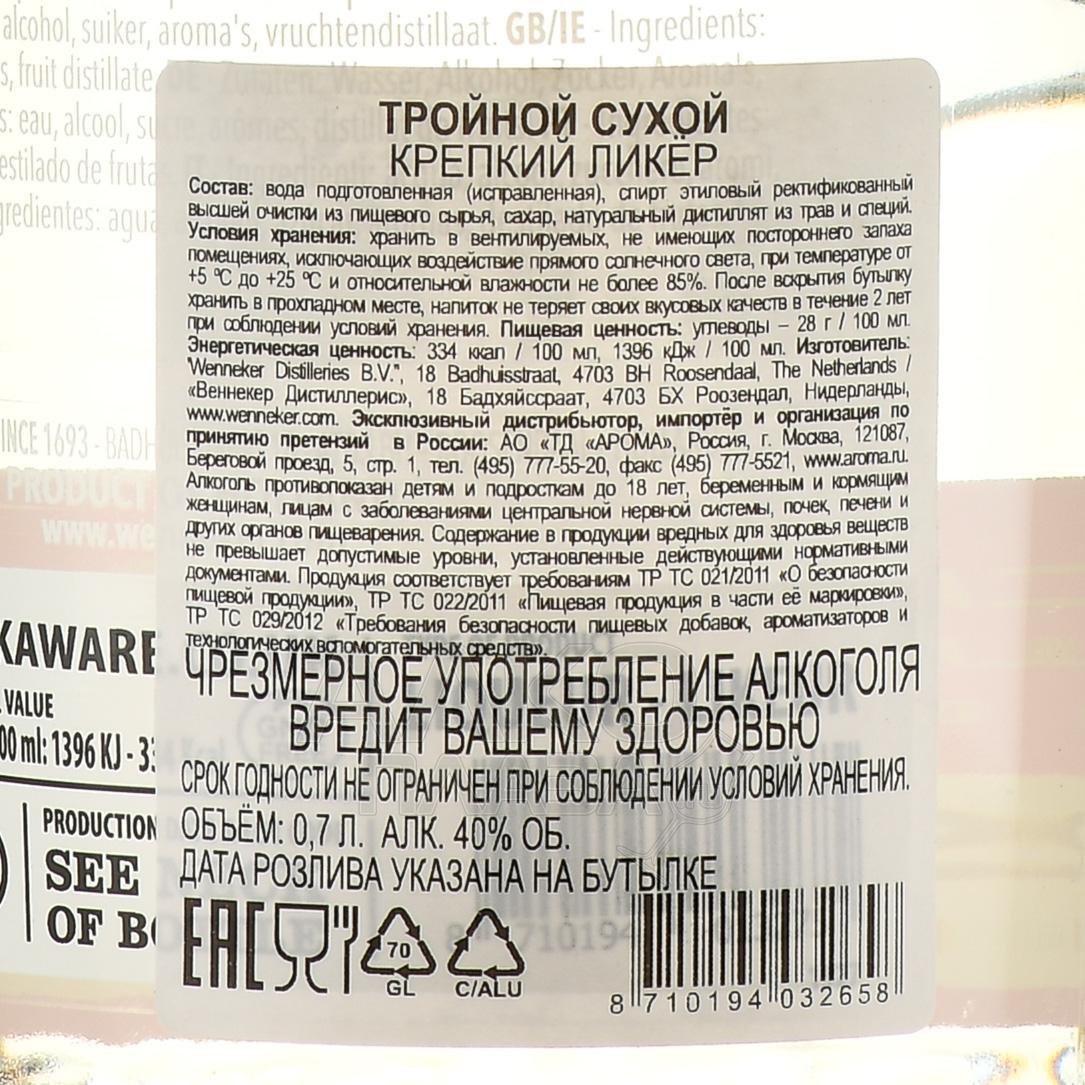 alcohol, suiker, aroma's, vruchtendistillaat. GB/IE - Ingredients:
s, fruit distillate. DE - Zutaten: Wasser, Alkohol, Zucker, Aroma's,
s: eau, alcool, sucre, arômes,
estilado de frutas
gredientes: agua
ТРОЙНОЙ СУХОЙ
КРЕПКИЙ ЛИКЁР
Состав: вода подготовленная (исправленная), спирт этиловый ректификованный
высшей очистки из пищевого сырья, сахар, натуральный дистиллят из трав и специй.
Условия хранения: хранить в вентилируемых, не имеющих постороннего запаха
помещениях, исключающих воздействие прямого солнечного света, при температуре от
+5 °C до +25 °C и относительной влажности не более 85%. После вскрытия бутылку
хранить в прохладном месте, напиток не теряет своих вкусовых качеств в течение 2 лет
при соблюдении условий хранения. Пищевая ценность: углеводы – 28 г / 100 мл.
Энергетическая ценность: 334 ккал / 100 мл, 1396 кДж / 100 мл. Изготовитель:
"Wenneker Distilleries B.V.", 18 Badhuisstraat, 4703 BH Roosendaal, The Netherlands /
«Веннекер Дистиллерис», 18 Бадхяйссраат, 4703 БХ Роозендал, Нидерланды,
www.wenneker.com. Эксклюзивный дистрибьютор, импортёр и организация по
принятию претензий в России: АО «ТД «АРОМА», Россия, г. Москва, 121087,
Береговой проезд, 5, стр. 1, тел. (495) 777-55-20, факс (495) 777-5521, www.aroma.ru.
Алкоголь противопоказан детям и подросткам до 18 лет, беременным и кормящим
женщинам, лицам с заболеваниями центральной нервной системы, почек, печени и
других органов пищеварения. Содержание в продукции вредных для здоровья веществ
не превышает допустимые уровни, установленные действующими нормативными
документами. Продукция соответствует требованиям ТР ТС 021/2011 «О безопасности
пищевой продукции», ТР ТС 022/2011 «Пищевая продукция в части её маркировки»,
ТР ТС 029/2012 «Требования безопасности пищевых добавок, ароматизаторов и
технологических вспомогательных средств».
ЧРЕЗМЕРНОЕ УПОТРЕБЛЕНИЕ АЛКОГОЛЯ
ВРЕДИТ ВАШЕМУ ЗДОРОВЬЮ
СРОК ГОДНОСТИ НЕ ОГРАНИЧЕН ПРИ СОБЛЮДЕНИИ УСЛОВИЙ ХРАНЕНИЯ.
ОБЪЁМ: 0,7 Л. АЛК. 40% ОБ.
ДАТА РОЗЛИВА УКАЗАНА НА БУТЫЛКЕ
EAC
70
GL
C/ALU
8 710194 032658
INCE 1693 - BADH
PRODUCT
www.we
KAWARE
VALUE
00 ml: 1396 KJ - 33
PRODUCTION
SEE
OF BO